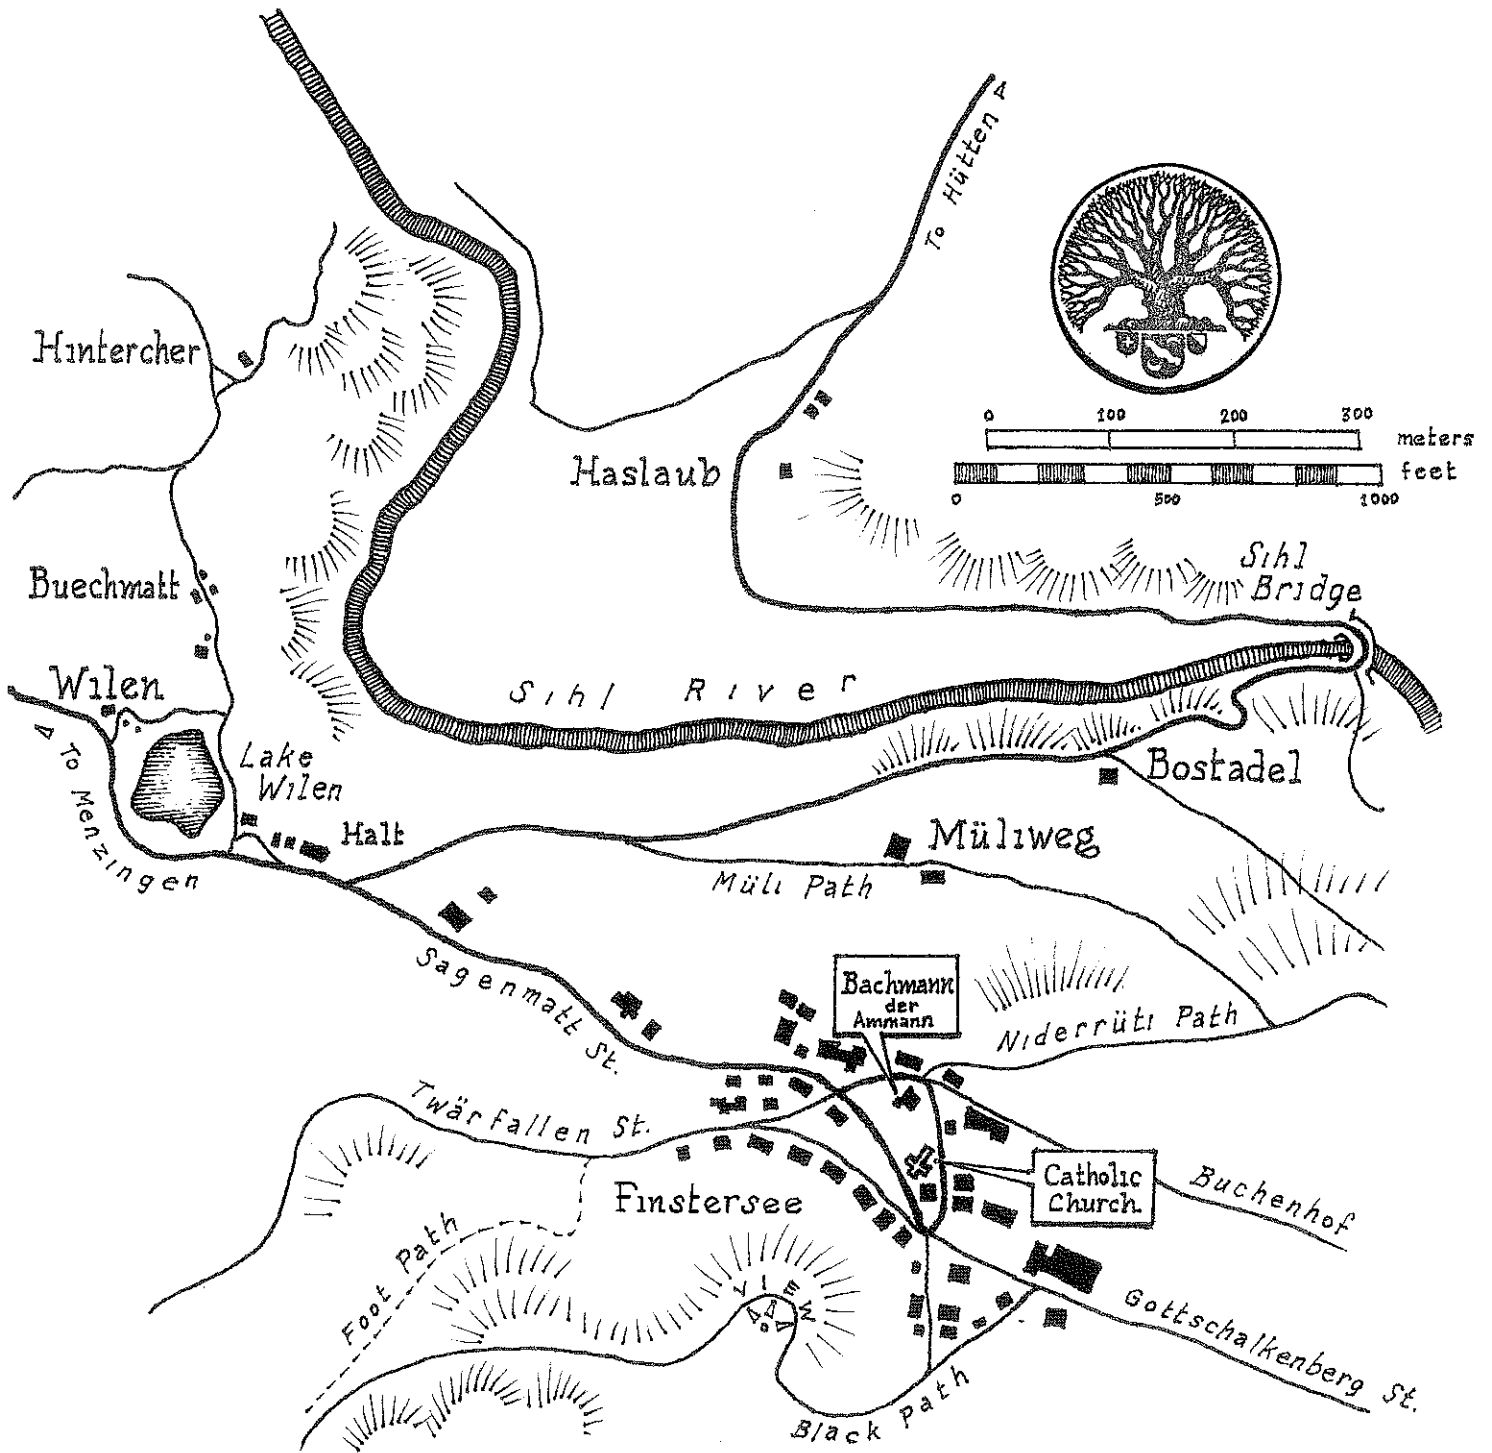 To Hütten
0 100 200 300
meters
feet
0 500 1000
Hintercher
Haslaub
Sihl
Bridge
Buechmatt
Wilen
Sihl River
To Menzingen
Lake
Wilen
Bostadel
Halt
Müliweg
Müli Path
Sagenmatt St.
Bachmann
der
Ammann
Niderrüti Path
Twärfallen St.
Catholic
Church
Buchenhof
Finstersee
Foot Path
VIEW
Gottschalkenberg St.
Black Path